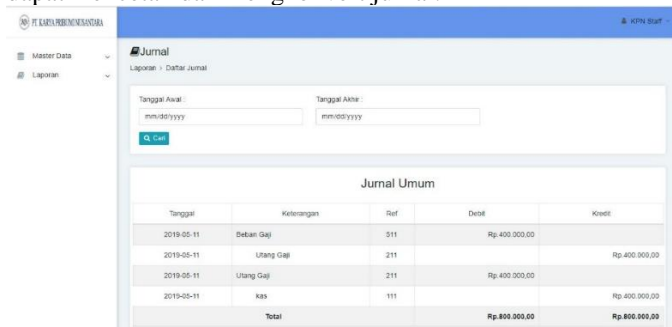 PT. KARYA PRIBUMI NUSANTARA
KPN Staff
Master Data
Laporan
Jurnal
Laporan > Daftar Jurnal
Tanggal Awal : Tanggal Akhir :
mm/dd/yyyy mm/dd/yyyy
Cari
Jurnal Umum
Tanggal Keterangan Ref Debit Kredit
2019-05-11 Beban Gaji 511 Rp.400.000,00
2019-05-11 Utang Gaji 211 Rp.400.000,00
2019-05-11 Utang Gaji 211 Rp.400.000,00
2019-05-11 kas 111 Rp.400.000,00
Total Rp.800.000,00 Rp.800.000,00